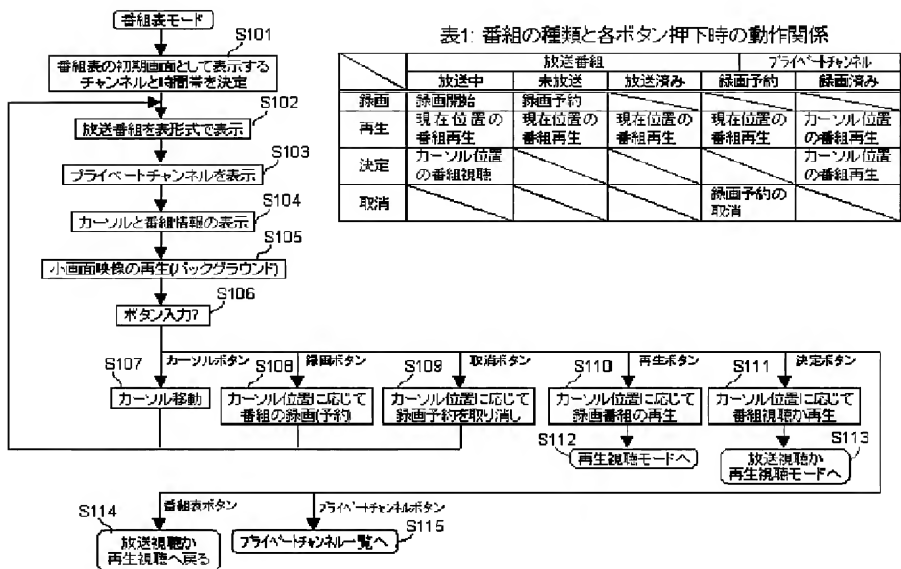 番組表モード
S101
番組表の初期画面として表示する
チャンネルと時間帯を決定
S102
放送番組を表形式で表示
S103
プライベートチャンネルを表示
S104
カーソルと番組情報の表示
S105
小画面映像の再生(バックグラウンド)
S106
ボタン入力?
S107
カーソルボタン
カーソル移動
S108
録画ボタン
カーソル位置に応じて
番組の録画(予約)
S109
取消ボタン
カーソル位置に応じて
録画予約を取り消し
S110
再生ボタン
カーソル位置に応じて
録画番組の再生
S111
決定ボタン
カーソル位置に応じて
番組視聴か再生
S112
再生視聴モードへ
S113
放送視聴か
再生視聴モードへ
S114
番組表ボタン
放送視聴か
再生視聴へ戻る
プライベートチャンネルボタン
S115
プライベートチャンネル一覧へ
表1: 番組の種類と各ボタン押下時の動作関係
放送番組 プライベートチャンネル
放送中 未放送 放送済み 録画予約 録画済み
録画 録画開始 録画予約
再生 現在位置の 現在位置の 現在位置の 現在位置の カーソル位置
番組再生 番組再生 番組再生 番組再生 の番組再生
決定 カーソル位置 カーソル位置
の番組視聴 の番組再生
取消 録画予約の
取消